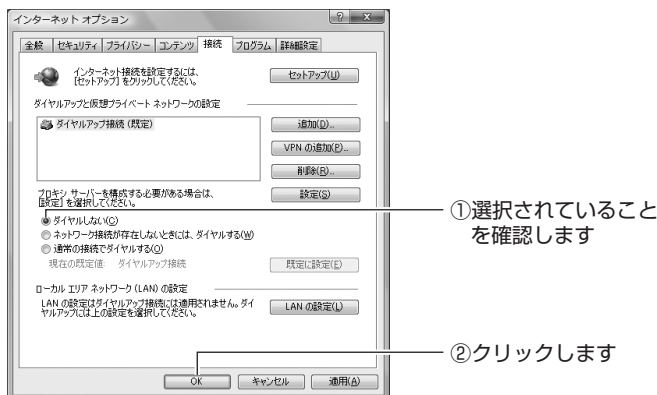 インターネット オプション
全般 セキュリティ プライバシー コンテンツ 接続 プログラム 詳細設定
インターネット接続を設定するには、
[セットアップ] をクリックしてください。
セットアップ(U)
ダイヤルアップと仮想プライベート ネットワークの設定
ダイヤルアップ接続 (既定)
追加(D)...
VPN の追加(P)...
削除(R)...
プロキシ サーバーを構成する必要がある場合は、
[設定] を選択してください。
設定(S)
ダイヤルしない(C)
ネットワーク接続が存在しないときには、ダイヤルする(W)
通常の接続でダイヤルする(O)
現在の既定値: ダイヤルアップ接続
既定に設定(E)
ローカル エリア ネットワーク (LAN) の設定
LAN の設定はダイヤルアップ接続には適用されません。ダイ
ヤルアップには上の設定を選択してください。
LAN の設定(L)
OK キャンセル 適用(A)
①選択されていること
を確認します
②クリックします